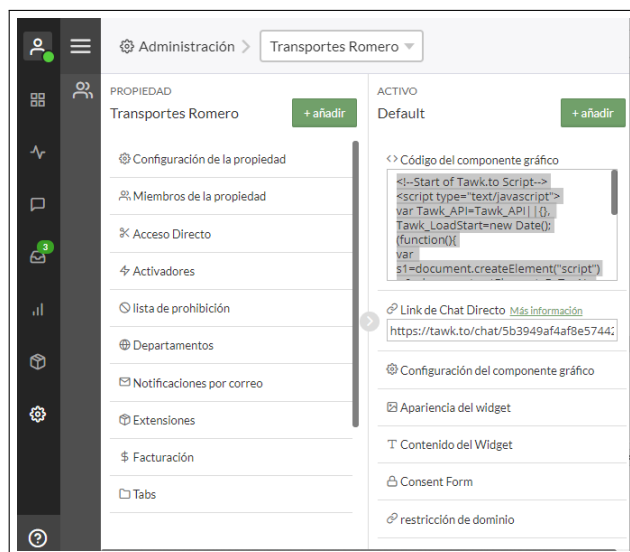 Administración > Transportes Romero
PROPIEDAD
Transportes Romero
+ añadir
Configuración de la propiedad
Miembros de la propiedad
Acceso Directo
Activadores
lista de prohibición
Departamentos
Notificaciones por correo
Extensiones
$ Facturación
Tabs
3
ACTIVO
Default
+ añadir
<> Código del componente gráfico
<!--Start of Tawk.to Script-->
<script type="text/javascript">
var Tawk_API=Tawk_API||{},
Tawk_LoadStart=new Date();
(function(){
var
s1=document.createElement("script")
Link de Chat Directo Más información
https://tawk.to/chat/5b3949af4af8e57442
Configuración del componente gráfico
Apariencia del widget
Contenido del Widget
Consent Form
restricción de dominio